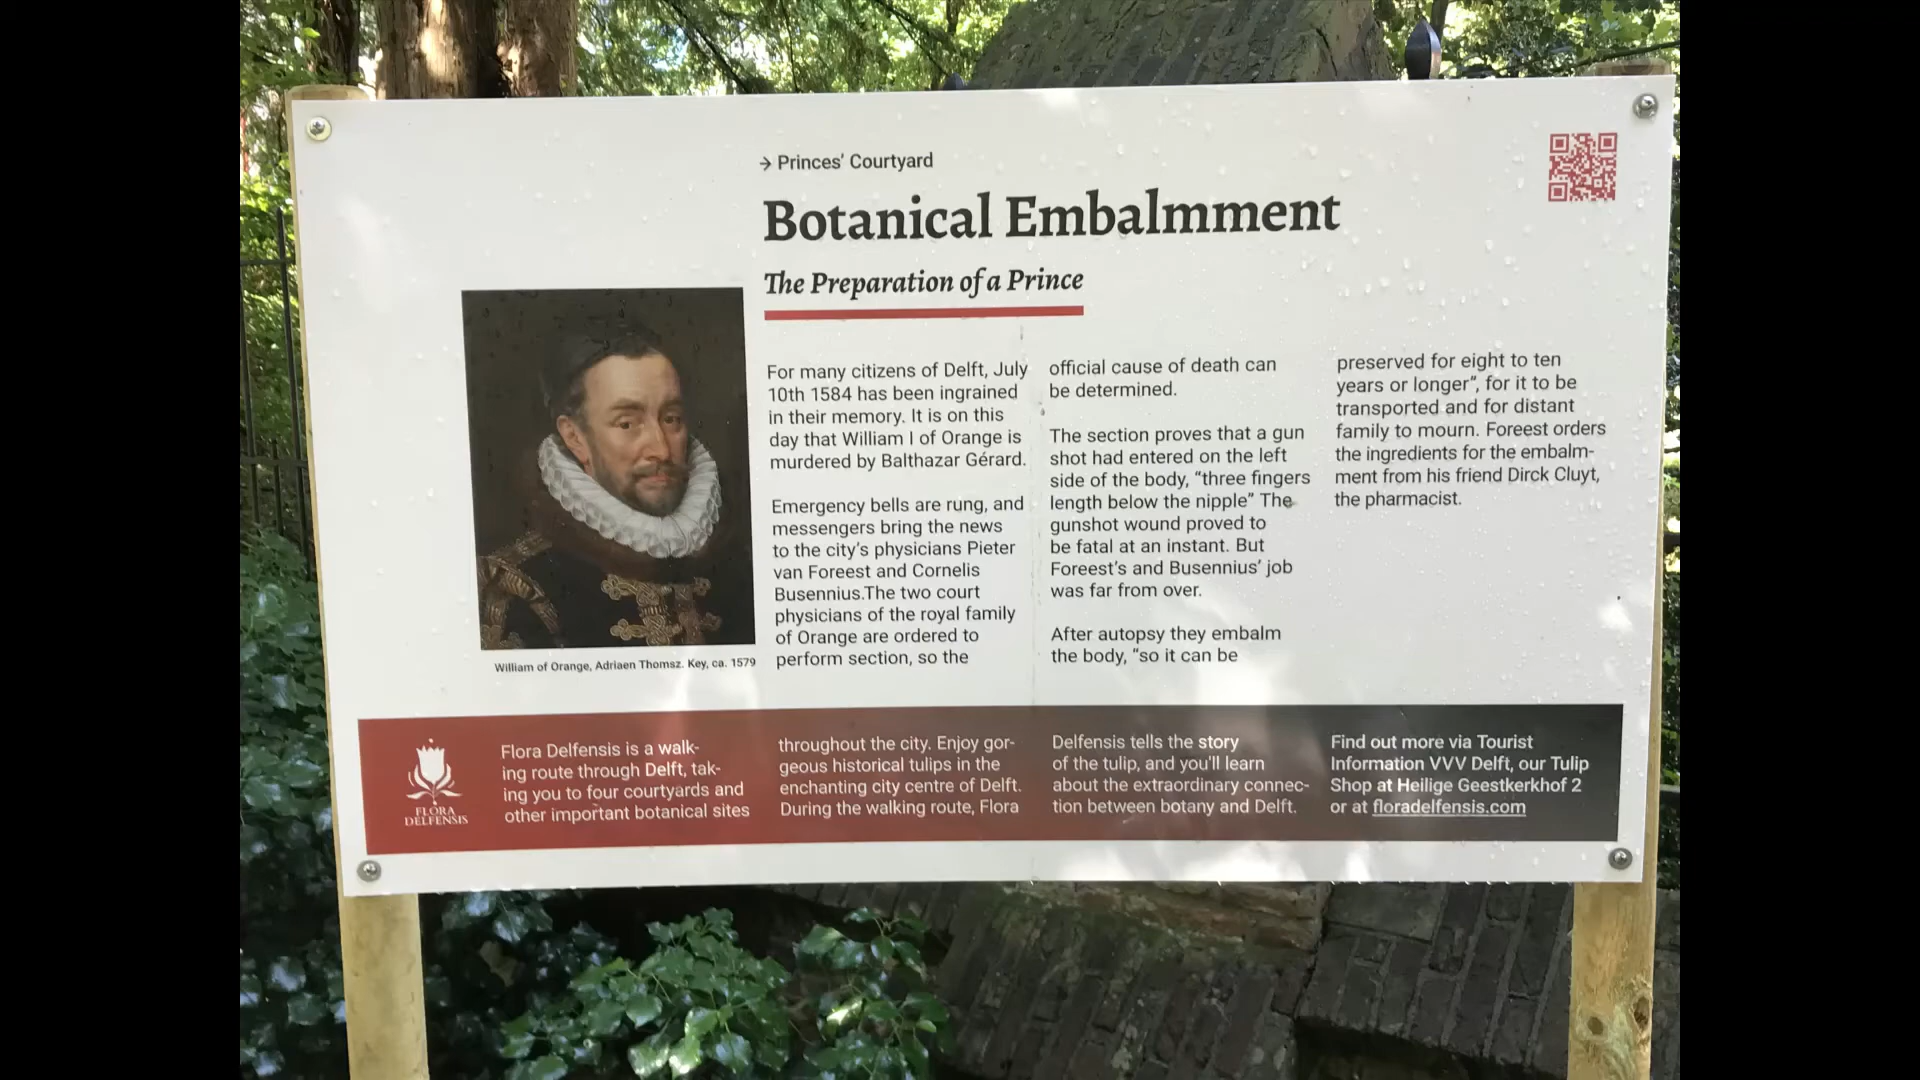 → Princes' Courtyard
Botanical Embalmment
The Preparation of a Prince
For many citizens of Delft, July
10th 1584 has been ingrained
in their memory. It is on this
day that William I of Orange is
murdered by Balthazar Gérard.
Emergency bells are rung, and
messengers bring the news
to the city's physicians Pieter
van Foreest and Cornelis
Busennius.The two court
physicians of the royal family
of Orange are ordered to
perform section, so the
official cause of death can
be determined.
The section proves that a gun
shot had entered on the left
side of the body, “three fingers
length below the nipple” The
gunshot wound proved to
be fatal at an instant. But
Foreest's and Busennius' job
was far from over.
After autopsy they embalm
the body, “so it can be
preserved for eight to ten
years or longer”, for it to be
transported and for distant
family to mourn. Foreest orders
the ingredients for the embalm-
ment from his friend Dirck Cluyt,
the pharmacist.
William of Orange, Adriaen Thomsz. Key, ca. 1579
FLORA
DELFENSIS
Flora Delfensis is a walk-
ing route through Delft, tak-
ing you to four courtyards and
other important botanical sites
throughout the city. Enjoy gor-
geous historical tulips in the
enchanting city centre of Delft.
During the walking route, Flora
Delfensis tells the story
of the tulip, and you'll learn
about the extraordinary connec-
tion between botany and Delft.
Find out more via Tourist
Information VVV Delft, our Tulip
Shop at Heilige Geestkerkhof 2
or at floradelfensis.com